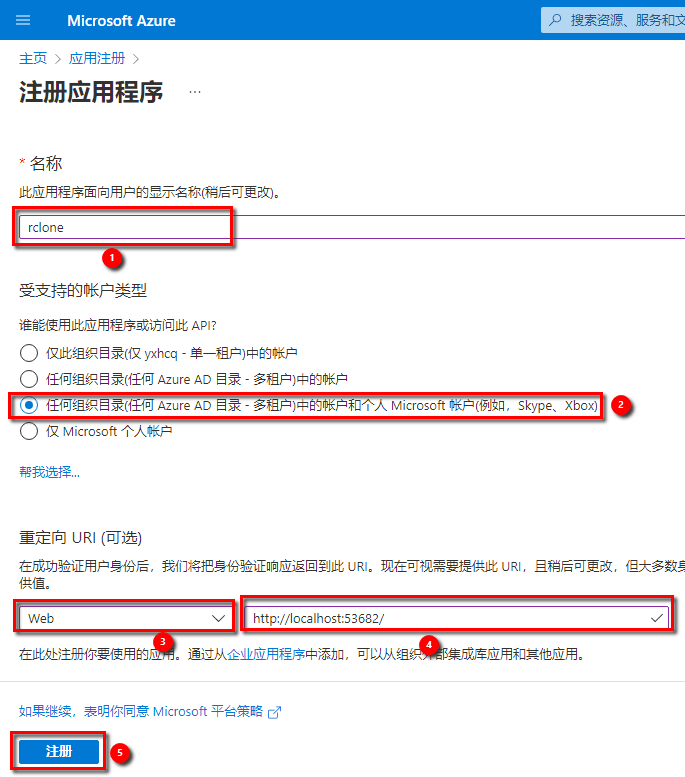 Microsoft Azure
搜索资源、服务和文
主页 > 应用注册 >
注册应用程序 ...
* 名称
此应用程序面向用户的显示名称(稍后可更改)。
rclone
1
受支持的帐户类型
谁能使用此应用程序或访问此 API?
仅此组织目录(仅 yxhcq - 单一租户)中的帐户
任何组织目录(任何 Azure AD 目录 - 多租户)中的帐户
任何组织目录(任何 Azure AD 目录 - 多租户)中的帐户和个人 Microsoft 帐户(例如，Skype、Xbox)
2
仅 Microsoft 个人帐户
帮我选择...
重定向 URI (可选)
在成功验证用户身份后，我们将把身份验证响应返回到此 URI。现在可视需要提供此 URI，且稍后可更改，但大多数身
供值。
Web
http://localhost:53682/
3
4
在此处注册你要使用的应用。通过从企业应用程序中添加，可以从组织外部集成库应用和其他应用。
如果继续，表明你同意 Microsoft 平台策略
注册
5